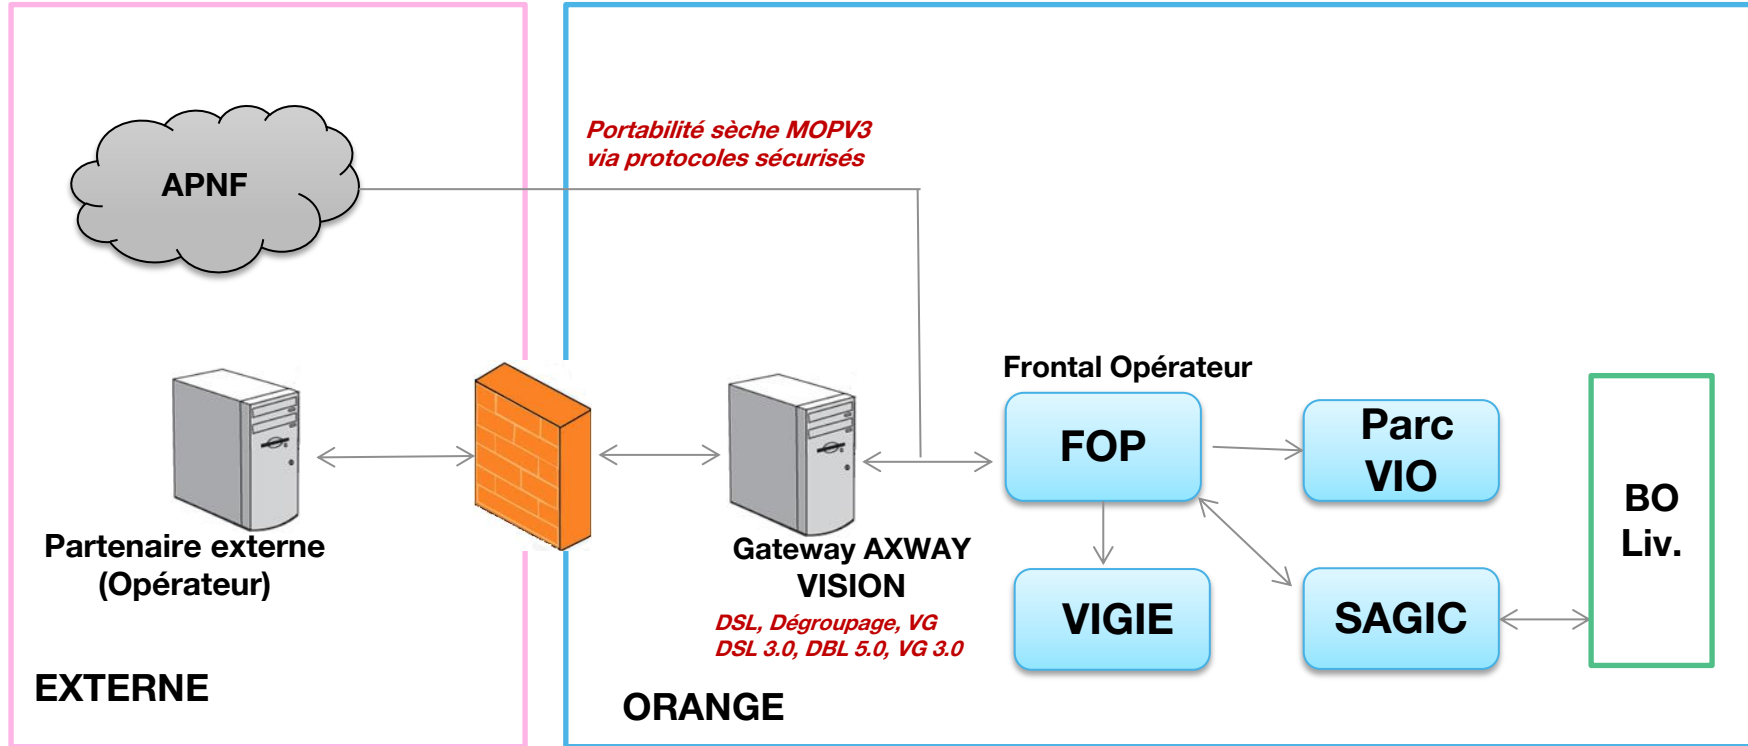 Portabilité sèche MOPV3
via protocoles sécurisés
APNF
Frontal Opérateur
FOP
Parc
VIO
BO
Liv.
Partenaire externe
(Opérateur)
Gateway AXWAY
VISION
DSL, Dégroupage, VG
DSL 3.0, DBL 5.0, VG 3.0
VIGIE
SAGIC
EXTERNE
ORANGE